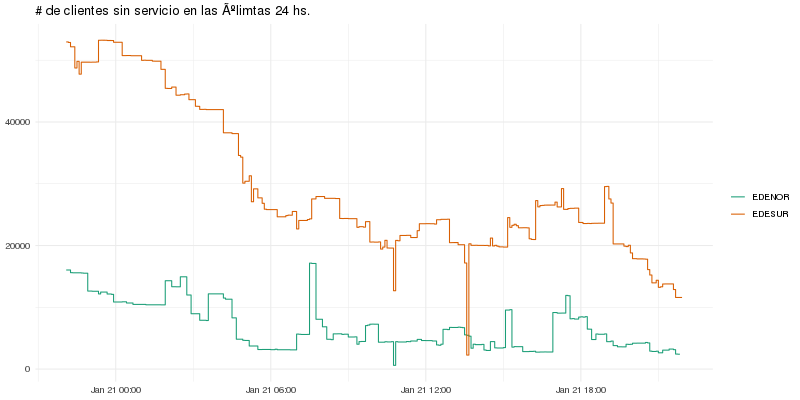 # de clientes sin servicio en las Ãºlimtas 24 hs.
40000
20000
0
Jan 21 00:00
Jan 21 06:00
Jan 21 12:00
Jan 21 18:00
EDENOR
EDESUR